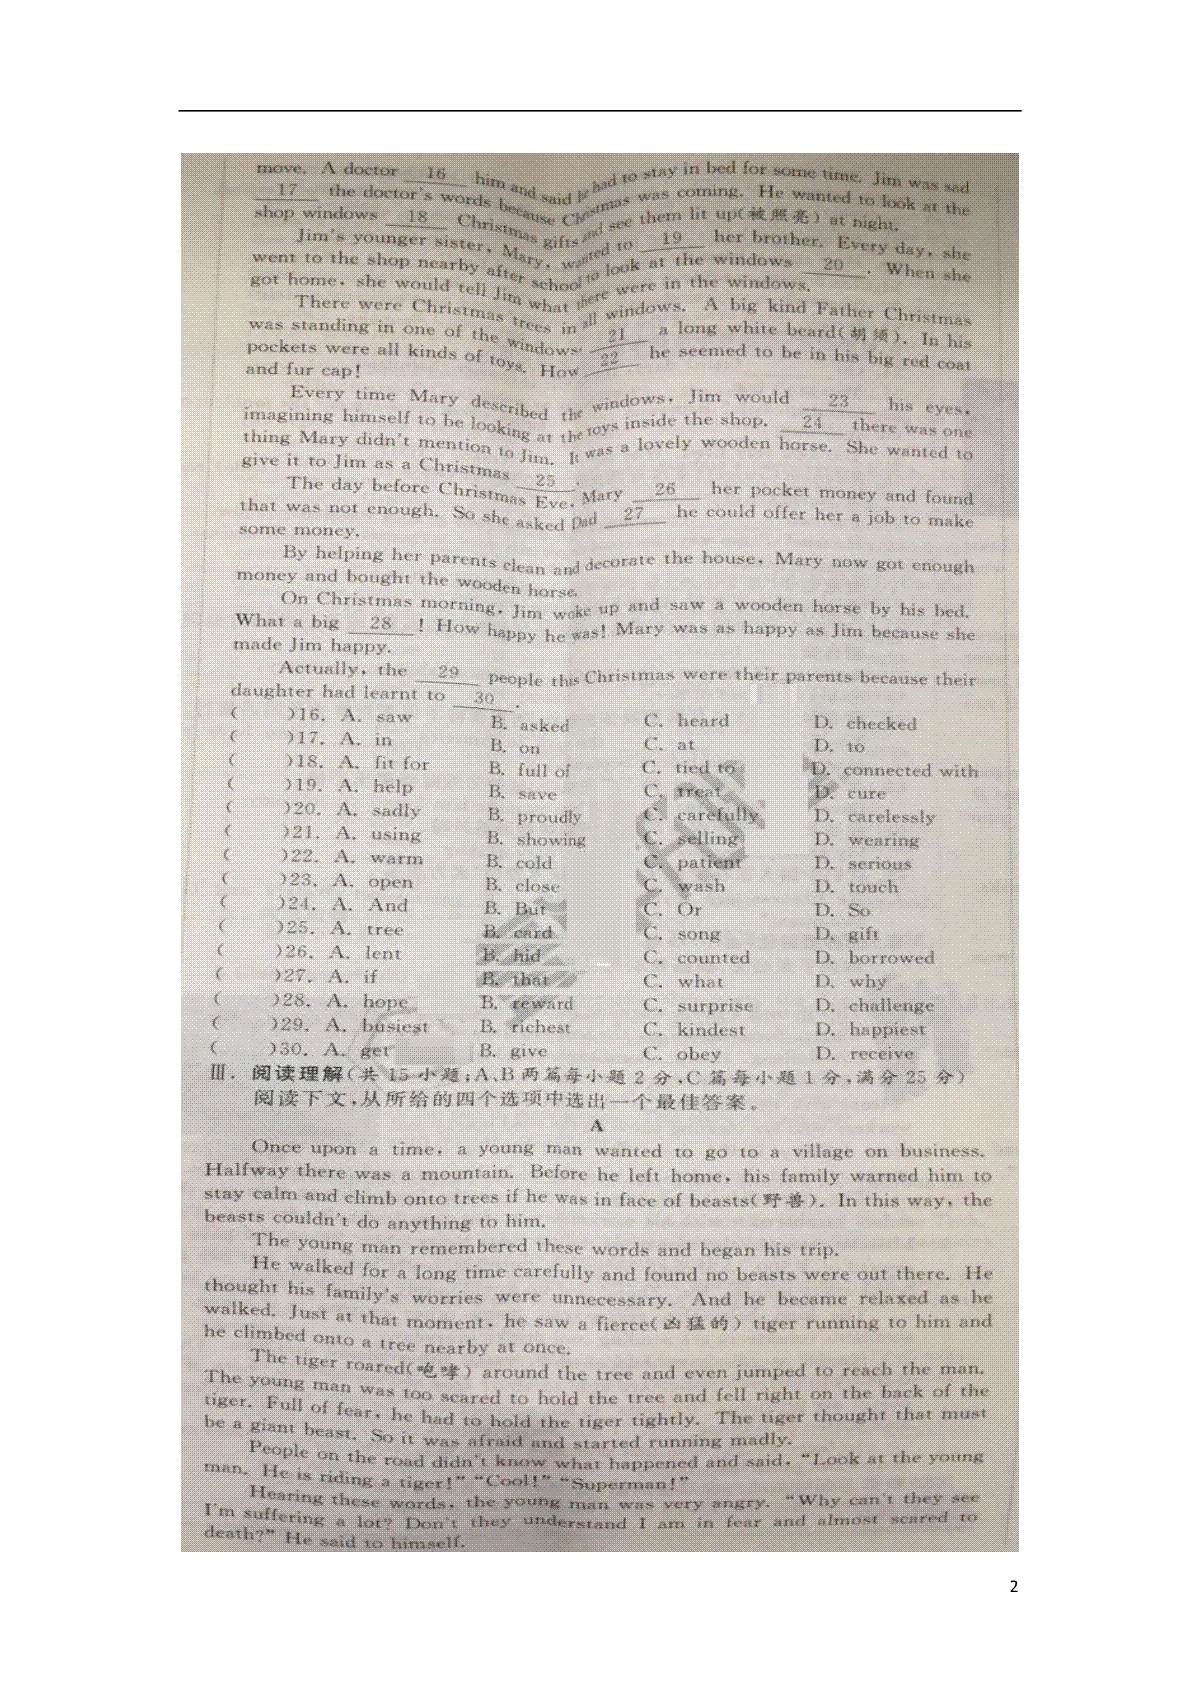 move. A doctor 16 him and said he had to stay in bed for some time. Jim was sad
17 the doctor's words because Christmas was coming. He wanted to look at the
shop windows 18 Christmas gifts and see them lit up(被照亮) at night.
Jim's younger sister, Mary, wanted to 19 her brother. Every day, she
went to the shop nearby after school to look at the windows 20 . When she
got home, she would tell Jim what there were in the windows.
There were Christmas trees in all windows. A big kind Father Christmas
was standing in one of the windows, 21 a long white beard(胡须). In his
pockets were all kinds of toys. How 22 he seemed to be in his big red coat
and fur cap!
Every time Mary described the windows, Jim would 23 his eyes,
imagining himself to be looking at the toys inside the shop. 24 there was one
thing Mary didn't mention to Jim. It was a lovely wooden horse. She wanted to
give it to Jim as a Christmas 25 .
The day before Christmas Eve, Mary 26 her pocket money and found
that was not enough. So she asked Dad 27 he could offer her a job to make
some money.
By helping her parents clean and decorate the house, Mary now got enough
money and bought the wooden horse.
On Christmas morning, Jim woke up and saw a wooden horse by his bed.
What a big 28 ! How happy he was! Mary was as happy as Jim because she
made Jim happy.
Actually, the 29 people this Christmas were their parents because their
daughter had learnt to 30 .
( )16. A. saw B. asked C. heard D. checked
( )17. A. in B. on C. at D. to
( )18. A. fit for B. full of C. tied to D. connected with
( )19. A. help B. save C. treat D. cure
( )20. A. sadly B. proudly C. carefully D. carelessly
( )21. A. using B. showing C. selling D. wearing
( )22. A. warm B. cold C. patient D. serious
( )23. A. open B. close C. wash D. touch
( )24. A. And B. But C. Or D. So
( )25. A. tree B. card C. song D. gift
( )26. A. lent B. hid C. counted D. borrowed
( )27. A. if B. that C. what D. why
( )28. A. hope B. reward C. surprise D. challenge
( )29. A. busiest B. richest C. kindest D. happiest
( )30. A. get B. give C. obey D. receive
Ⅲ. 阅读理解(共 15 小题;A、B 两篇每小题 2 分,C 篇每小题 1 分,满分 25 分)
阅读下文,从所给的四个选项中选出一个最佳答案。
A
Once upon a time, a young man wanted to go to a village on business.
Halfway there was a mountain. Before he left home, his family warned him to
stay calm and climb onto trees if he was in face of beasts(野兽). In this way, the
beasts couldn't do anything to him.
The young man remembered these words and began his trip.
He walked for a long time carefully and found no beasts were out there. He
thought his family's worries were unnecessary. And he became relaxed as he
walked. Just at that moment, he saw a fierce(凶猛的) tiger running to him and
he climbed onto a tree nearby at once.
The tiger roared(咆哮) around the tree and even jumped to reach the man.
The young man was too scared to hold the tree and fell right on the back of the
tiger. Full of fear, he had to hold the tiger tightly. The tiger thought that must
be a giant beast. So it was afraid and started running madly.
People on the road didn't know what happened and said, "Look at the young
man. He is riding a tiger!" "Cool!" "Superman!"
Hearing these words, the young man was very angry. "Why can't they see
I'm suffering a lot? Don't they understand I am in fear and almost scared to
death?" He said to himself.
2